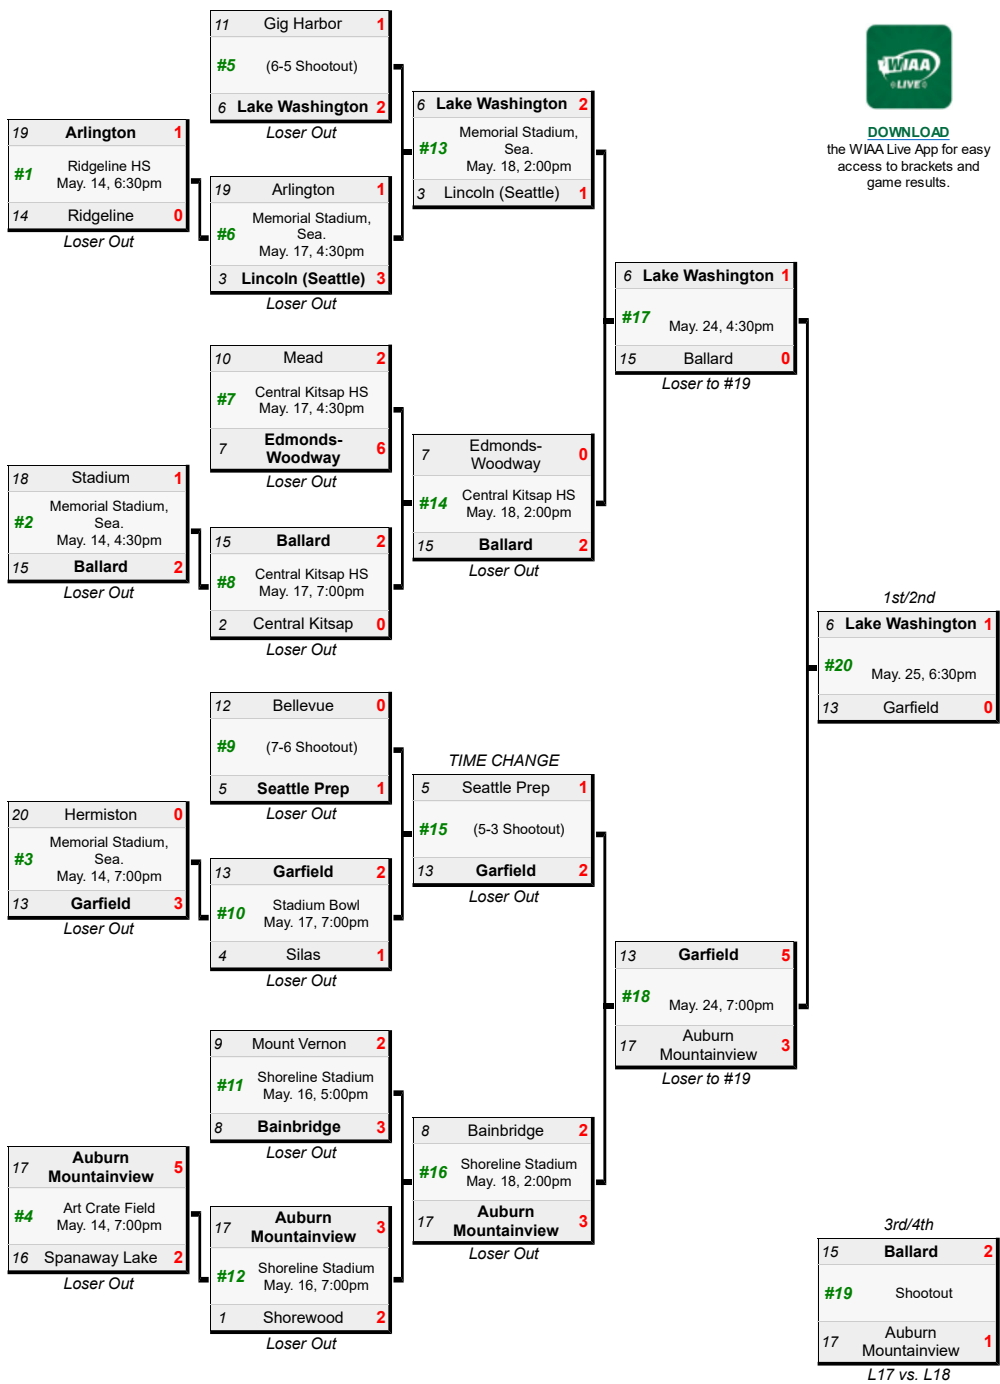 WIAA
LIVE
DOWNLOAD
the WIAA Live App for easy
access to brackets and
game results.
19 Arlington 1
#1
Ridgeline HS
May. 14, 6:30pm
14 Ridgeline 0
Loser Out
18 Stadium 1
#2
Memorial Stadium,
Sea.
May. 14, 4:30pm
15 Ballard 2
Loser Out
20 Hermiston 0
#3
Memorial Stadium,
Sea.
May. 14, 7:00pm
13 Garfield 3
Loser Out
17 Auburn
Mountainview 5
#4
Art Crate Field
May. 14, 7:00pm
16 Spanaway Lake 2
Loser Out
11 Gig Harbor 1
#5 (6-5 Shootout)
6 Lake Washington 2
Loser Out
19 Arlington 1
#6
Memorial Stadium,
Sea.
May. 17, 4:30pm
3 Lincoln (Seattle) 3
Loser Out
10 Mead 2
#7
Central Kitsap HS
May. 17, 4:30pm
7 Edmonds-
Woodway 6
Loser Out
15 Ballard 2
#8
Central Kitsap HS
May. 17, 7:00pm
2 Central Kitsap 0
Loser Out
12 Bellevue 0
#9 (7-6 Shootout)
5 Seattle Prep 1
Loser Out
13 Garfield 2
#10
Stadium Bowl
May. 17, 7:00pm
4 Silas 1
Loser Out
9 Mount Vernon 2
#11
Shoreline Stadium
May. 16, 5:00pm
8 Bainbridge 3
Loser Out
17 Auburn
Mountainview 3
#12
Shoreline Stadium
May. 16, 7:00pm
1 Shorewood 2
Loser Out
6 Lake Washington 2
#13
Memorial Stadium,
Sea.
May. 18, 2:00pm
3 Lincoln (Seattle) 1
7 Edmonds-
Woodway 0
#14
Central Kitsap HS
May. 18, 2:00pm
15 Ballard 2
Loser Out
TIME CHANGE
5 Seattle Prep 1
#15 (5-3 Shootout)
13 Garfield 2
Loser Out
8 Bainbridge 2
#16
Shoreline Stadium
May. 18, 2:00pm
17 Auburn
Mountainview 3
Loser Out
6 Lake Washington 1
#17
May. 24, 4:30pm
15 Ballard 0
Loser to #19
13 Garfield 5
#18
May. 24, 7:00pm
17 Auburn
Mountainview 3
Loser to #19
1st/2nd
6 Lake Washington 1
#20
May. 25, 6:30pm
13 Garfield 0
3rd/4th
15 Ballard 2
#19 Shootout
17 Auburn
Mountainview 1
L17 vs. L18